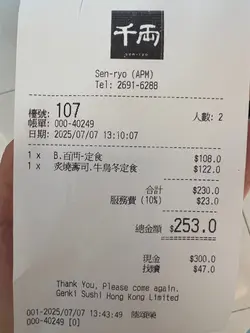 千両
sen-ryo
Sen-ryo (APM)
Tel: 2691-6288
檯號: 107 人數: 2
帳單: 000-40249
日期: 2025/07/07 13:10:07
1 x B.百門-定食 $108.0
1 x 炙燒壽司.牛烏冬定食 $122.0
合計 $230.0
服務費 (10%) $23.0
總金額 $253.0
現金 $300.0
找續 $47.0
Thank You, Please come again.
Genki Sushi Hong Kong Limited
001-2025/07/07 13:43:49
000-40249 [0]